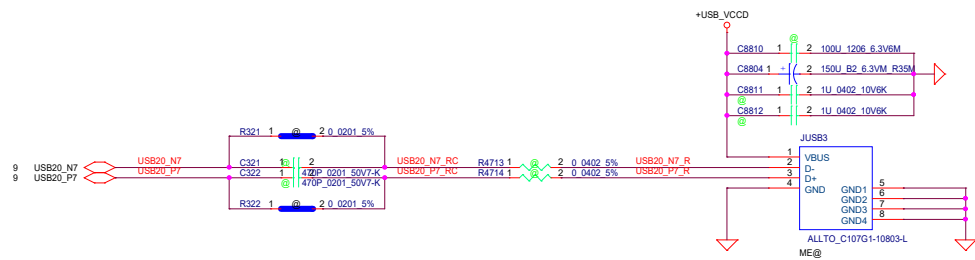 +USB_VCCD
@
C8810 1 2 100U_1206_6.3V6M
C8804 1 + 2 150U_B2_6.3VM_R35M
C8811 1 2 1U_0402_10V6K
@
C8812 1 2 1U_0402_10V6K
@
R321 1 @ 2 0_0201_5%
9 USB20_N7 USB20_N7 C321 1 @ 2 USB20_N7_RC R4713 1 @ 2 0_0402_5% USB20_N7_R
470P_0201_50V7-K
9 USB20_P7 USB20_P7 C322 1 @ 2 USB20_P7_RC R4714 1 @ 2 0_0402_5% USB20_P7_R
470P_0201_50V7-K
R322 1 @ 2 0_0201_5%
JUSB3
1 VBUS
2 D-
3 D+
4 GND
GND1 5
GND2 6
GND3 7
GND4 8
ALLTO_C107G1-10803-L
ME@